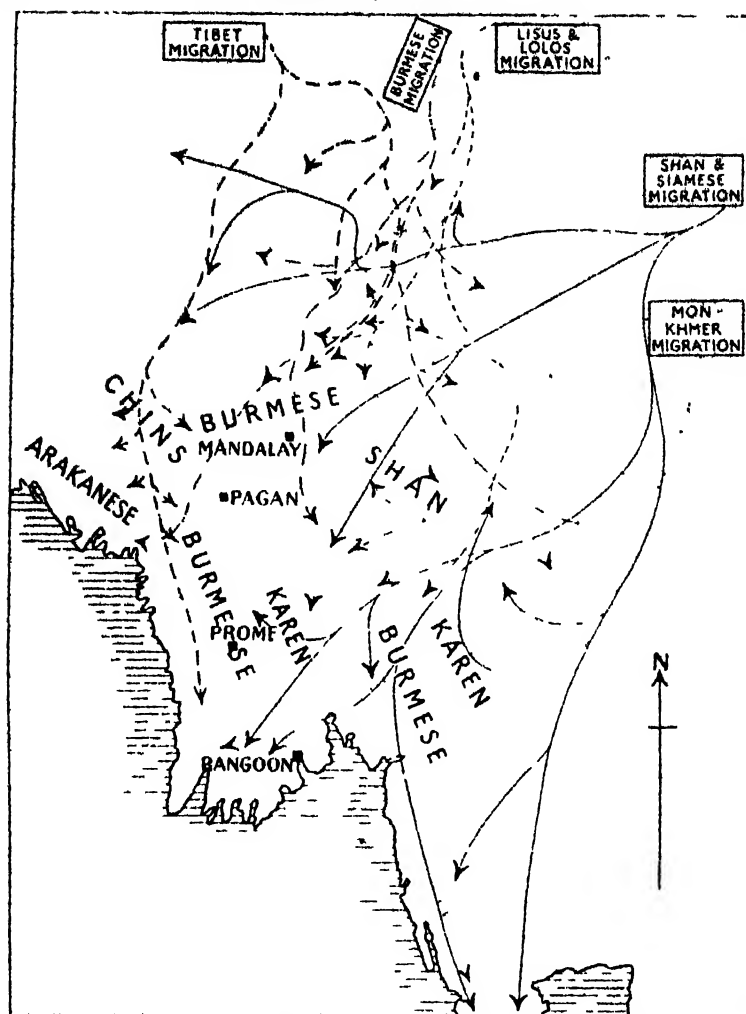 TIBET
MIGRATION
BURMESE
MIGRATION
LISUS &
LOLOS
MIGRATION
SHAN &
SIAMESE
MIGRATION
MON-
KHMER
MIGRATION
CHINS
BURMESE
MANDALAY
SHAN
ARAKANESE
PAGAN
BURMESE
KAREN
PROME
KAREN
BURMESE
N
RANGOON